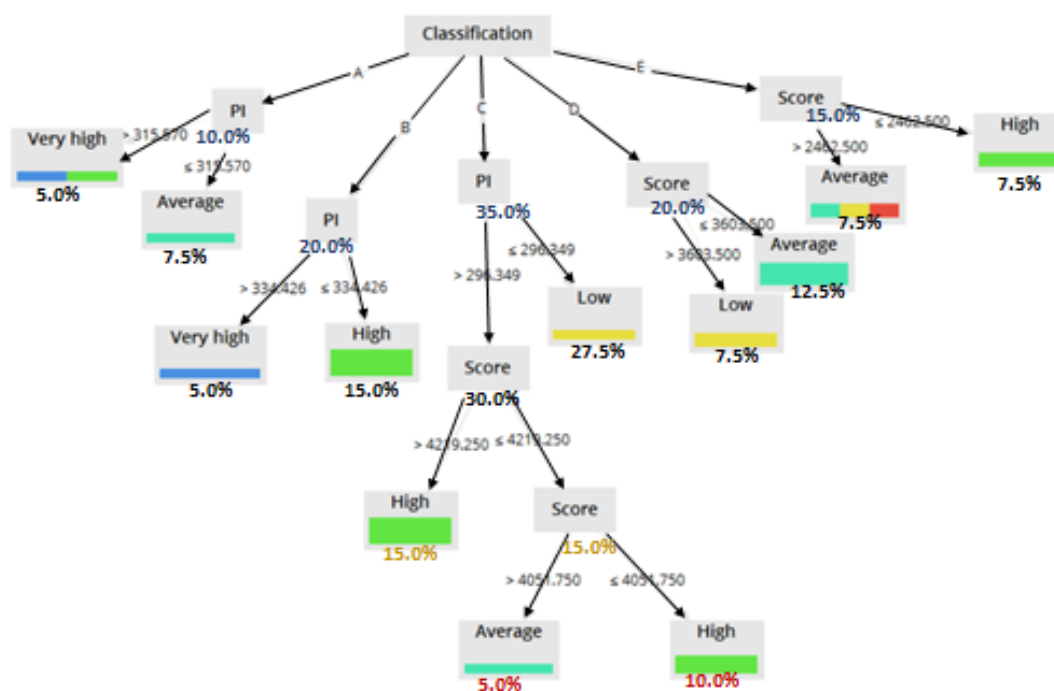 Classification
A
B
C
D
E
PI
10.0%
> 315.570
≤ 315.570
Very high
5.0%
Average
7.5%
PI
20.0%
> 334.426
≤ 334.426
Very high
5.0%
High
15.0%
PI
35.0%
> 296.349
≤ 296.349
Low
27.5%
Score
30.0%
> 4219.250
≤ 4219.250
High
15.0%
Score
15.0%
> 4051.750
≤ 4051.750
Average
5.0%
High
10.0%
Score
20.0%
≤ 3603.500
> 3603.500
Average
12.5%
Low
7.5%
Score
15.0%
≤ 2462.500
> 2462.500
High
7.5%
Average
7.5%